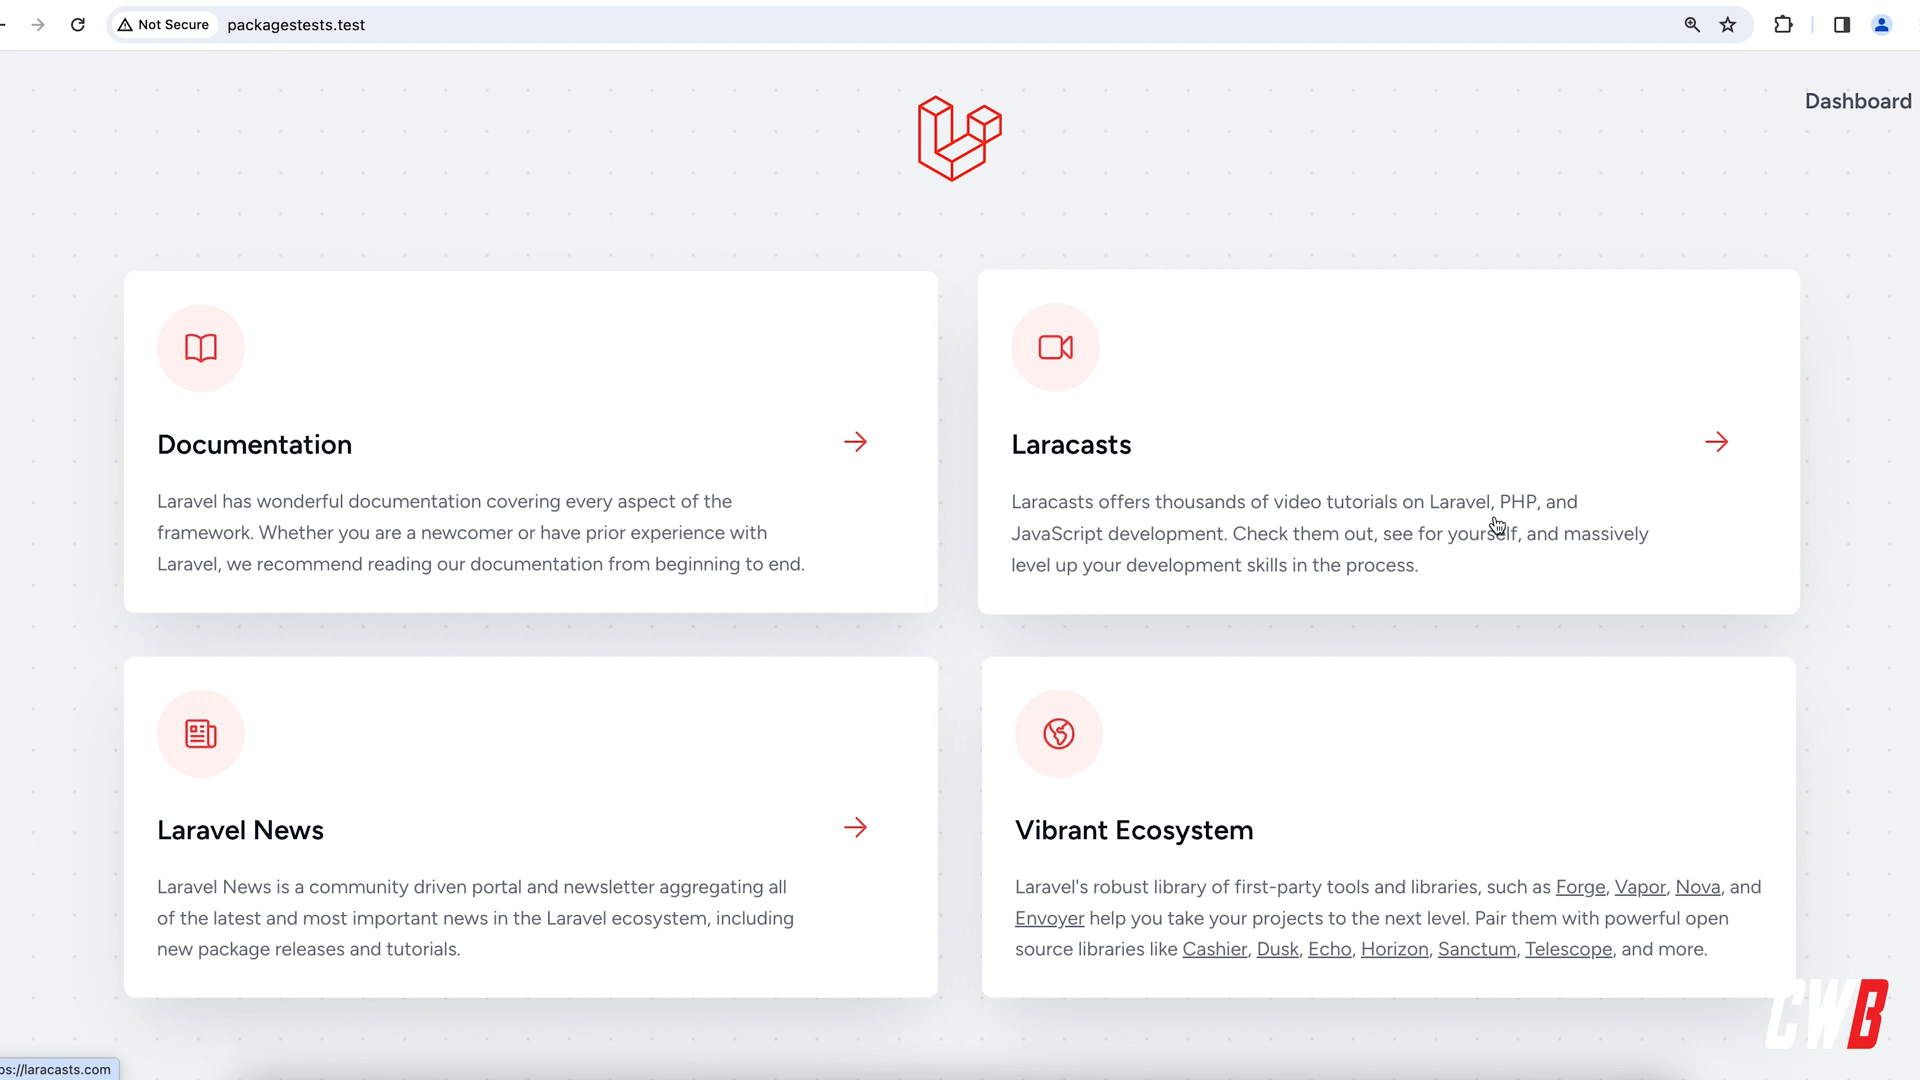 Not Secure
packagestests.test
Dashboard
Documentation
Laravel has wonderful documentation covering every aspect of the
framework. Whether you are a newcomer or have prior experience with
Laravel, we recommend reading our documentation from beginning to end.
Laracasts
Laracasts offers thousands of video tutorials on Laravel, PHP, and
JavaScript development. Check them out, see for yourself, and massively
level up your development skills in the process.
Laravel News
Laravel News is a community driven portal and newsletter aggregating all
of the latest and most important news in the Laravel ecosystem, including
new package releases and tutorials.
Vibrant Ecosystem
Laravel's robust library of first-party tools and libraries, such as Forge, Vapor, Nova, and
Envoyer help you take your projects to the next level. Pair them with powerful open
source libraries like Cashier, Dusk, Echo, Horizon, Sanctum, Telescope, and more.
CWB
ps://laracasts.com